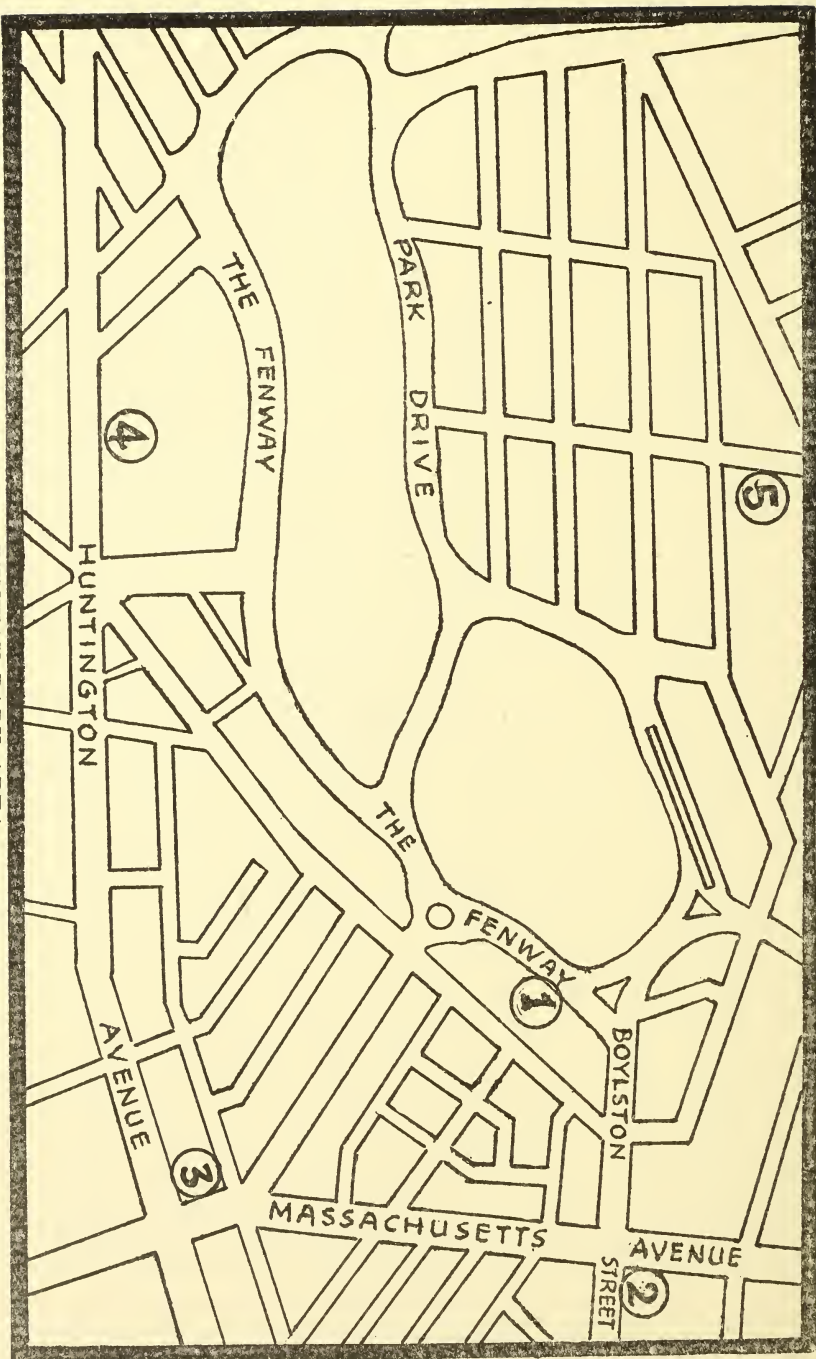 PARK DRIVE
THE FENWAY
HUNTINGTON
AVENUE
THE
FENWAY
BOYLSTON
STREET
MASSACHUSETTS
AVENUE
1
2
3
4
5